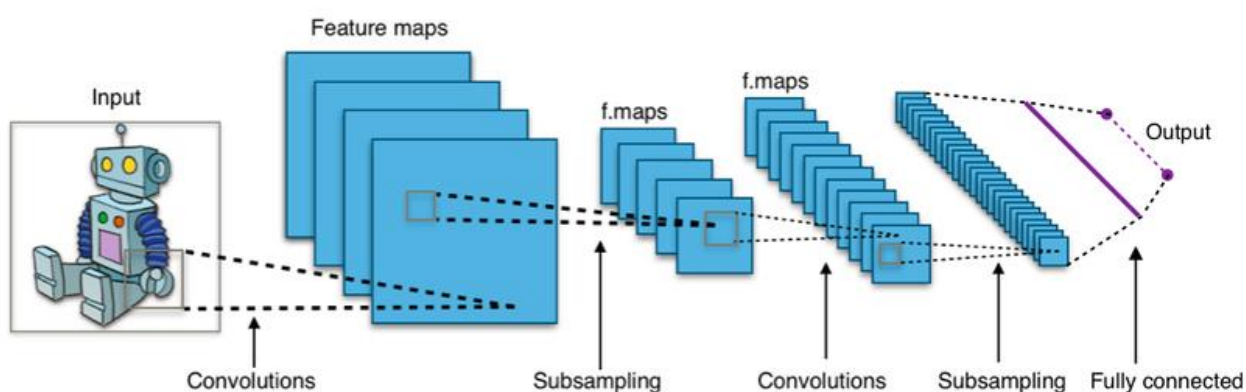 Feature maps
f.maps
Input
f.maps
Output
Convolutions
Subsampling
Convolutions
Subsampling
Fully connected